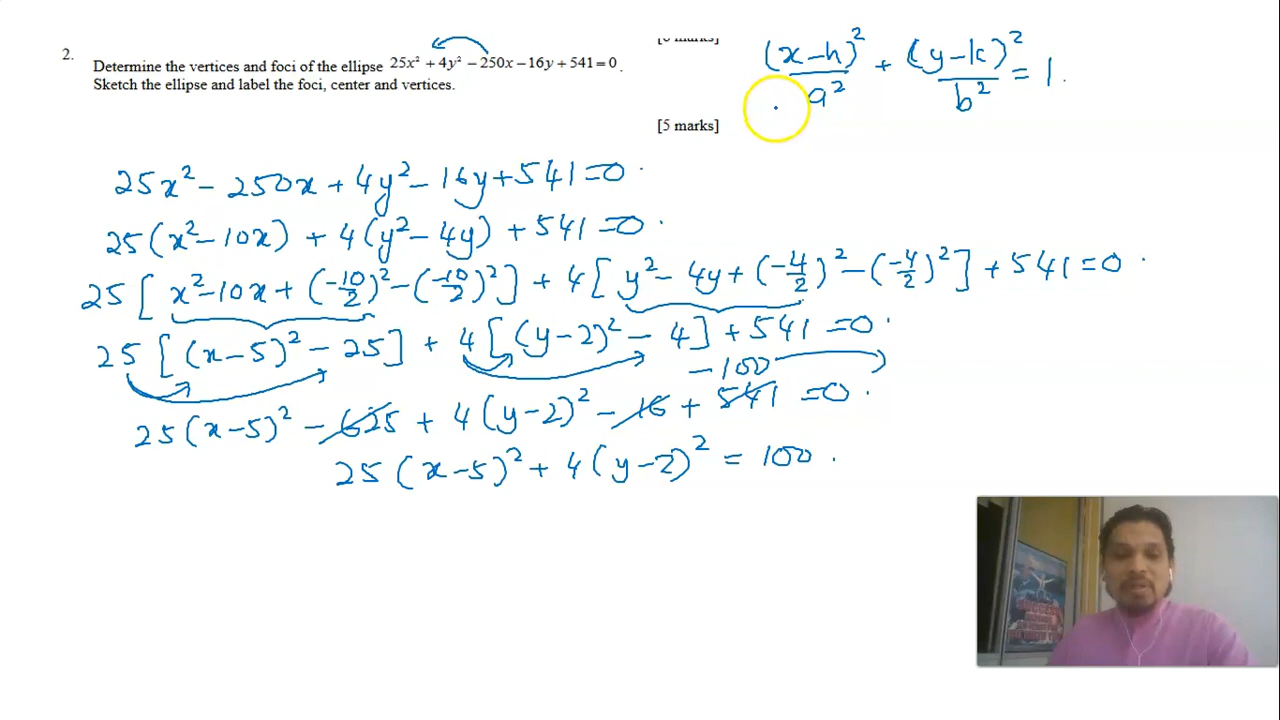 2.
Determine the vertices and foci of the ellipse 25x² + 4y² − 250x − 16y + 541 = 0.
Sketch the ellipse and label the foci, center and vertices.
[5 marks]
(x−h)²/a² + (y−k)²/b² = 1.
25x² − 250x + 4y² − 16y + 541 = 0.
25(x² − 10x) + 4(y² − 4y) + 541 = 0.
25[x² − 10x + (−10/2)² − (−10/2)²] + 4[y² − 4y + (−4/2)² − (−4/2)²] + 541 = 0.
25[(x−5)² − 25] + 4[(y−2)² − 4] + 541 = 0.
−100
25(x−5)² − 625 + 4(y−2)² − 16 + 541 = 0.
25(x−5)² + 4(y−2)² = 100.